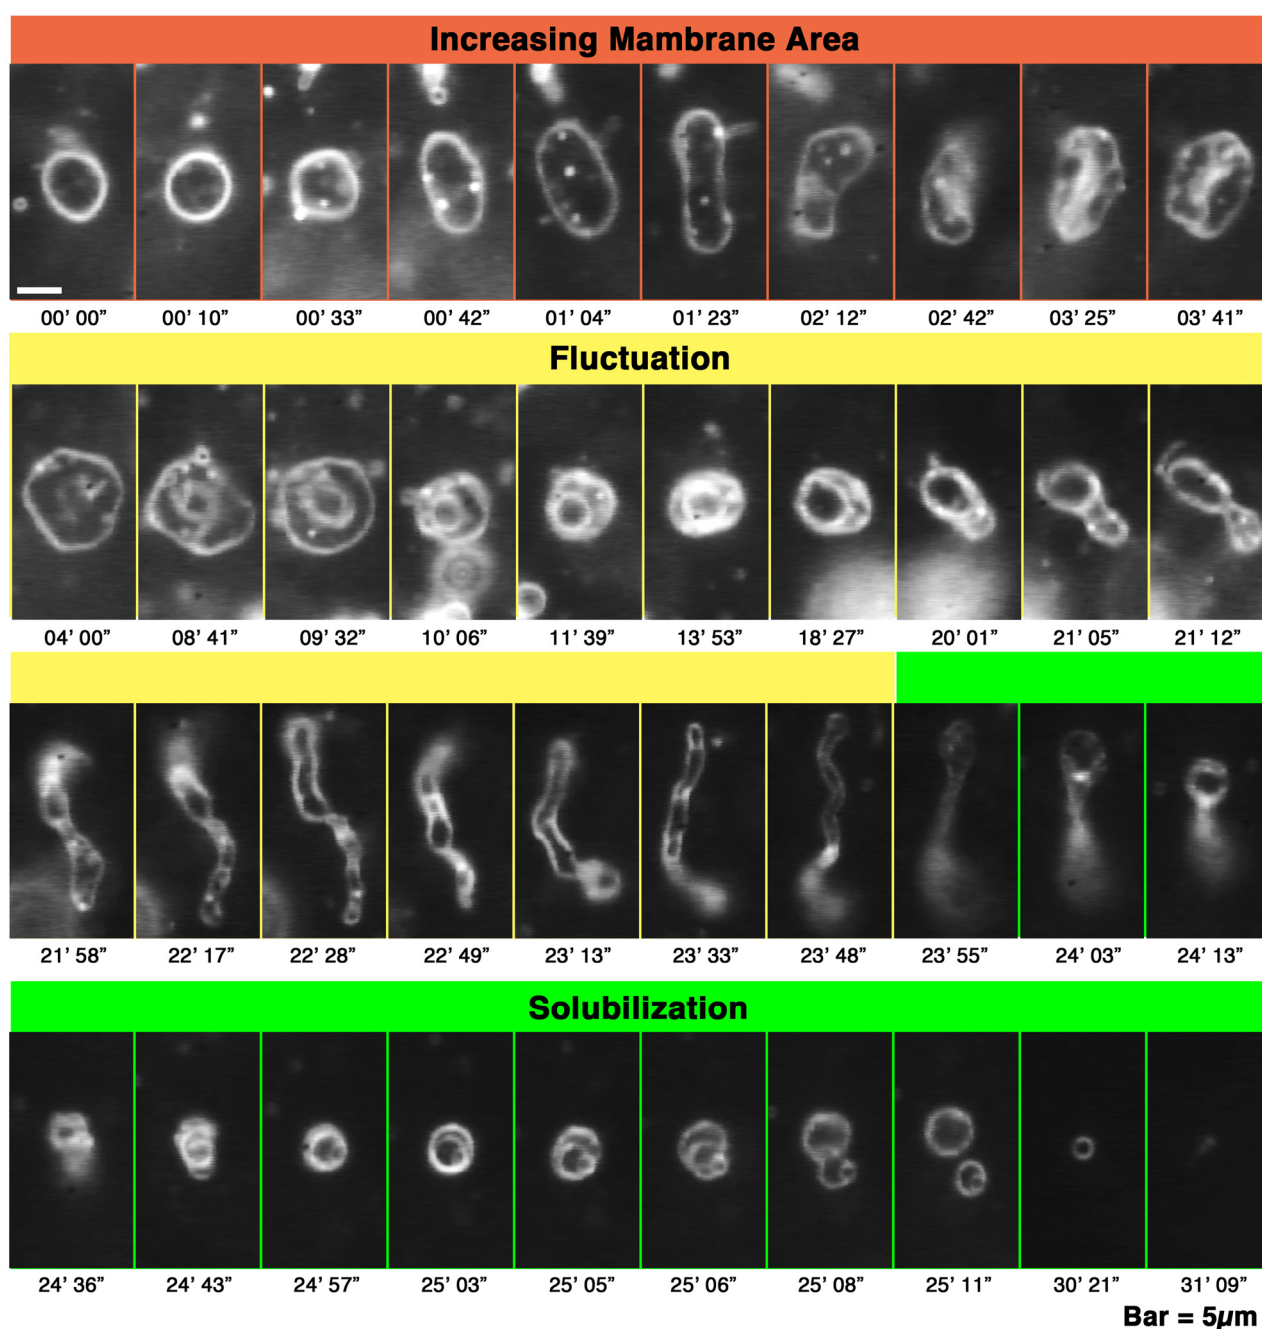 Increasing Mambrane Area
00’ 00” 00’ 10” 00’ 33” 00’ 42” 01’ 04” 01’ 23” 02’ 12” 02’ 42” 03’ 25” 03’ 41”
Fluctuation
04’ 00” 08’ 41” 09’ 32” 10’ 06” 11’ 39” 13’ 53” 18’ 27” 20’ 01” 21’ 05” 21’ 12”
21’ 58” 22’ 17” 22’ 28” 22’ 49” 23’ 13” 23’ 33” 23’ 48” 23’ 55” 24’ 03” 24’ 13”
Solubilization
24’ 36” 24’ 43” 24’ 57” 25’ 03” 25’ 05” 25’ 06” 25’ 08” 25’ 11” 30’ 21” 31’ 09”
Bar = 5µm